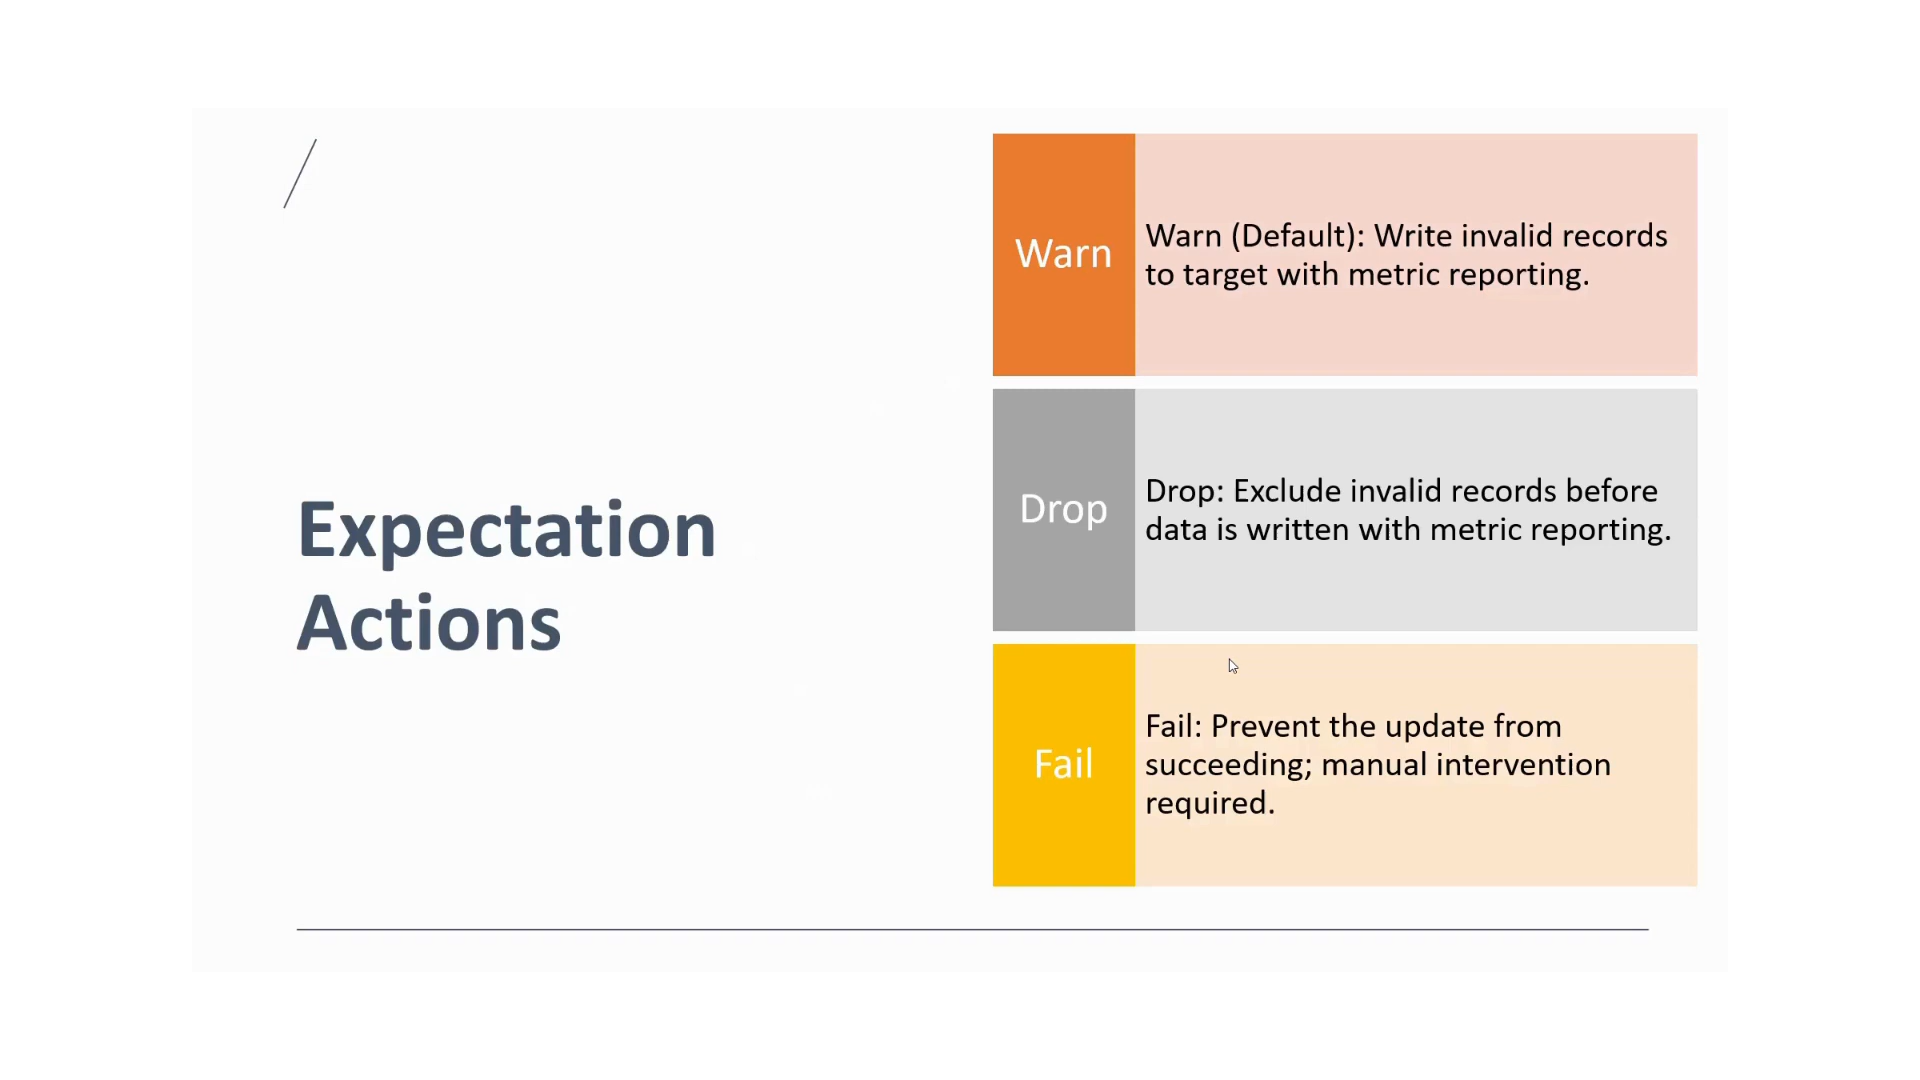 Expectation
Actions
Warn
Warn (Default): Write invalid records
to target with metric reporting.
Drop
Drop: Exclude invalid records before
data is written with metric reporting.
Fail
Fail: Prevent the update from
succeeding; manual intervention
required.